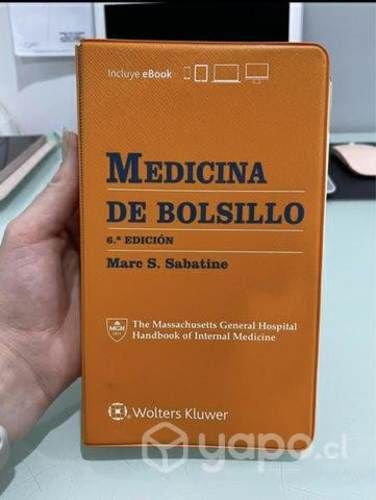 Incluye eBook
MEDICINA
DE BOLSILLO
6.ª EDICIÓN
Marc S. Sabatine
MGH
1811
The Massachusetts General Hospital
Handbook of Internal Medicine
Wolters Kluwer
yapo.cl